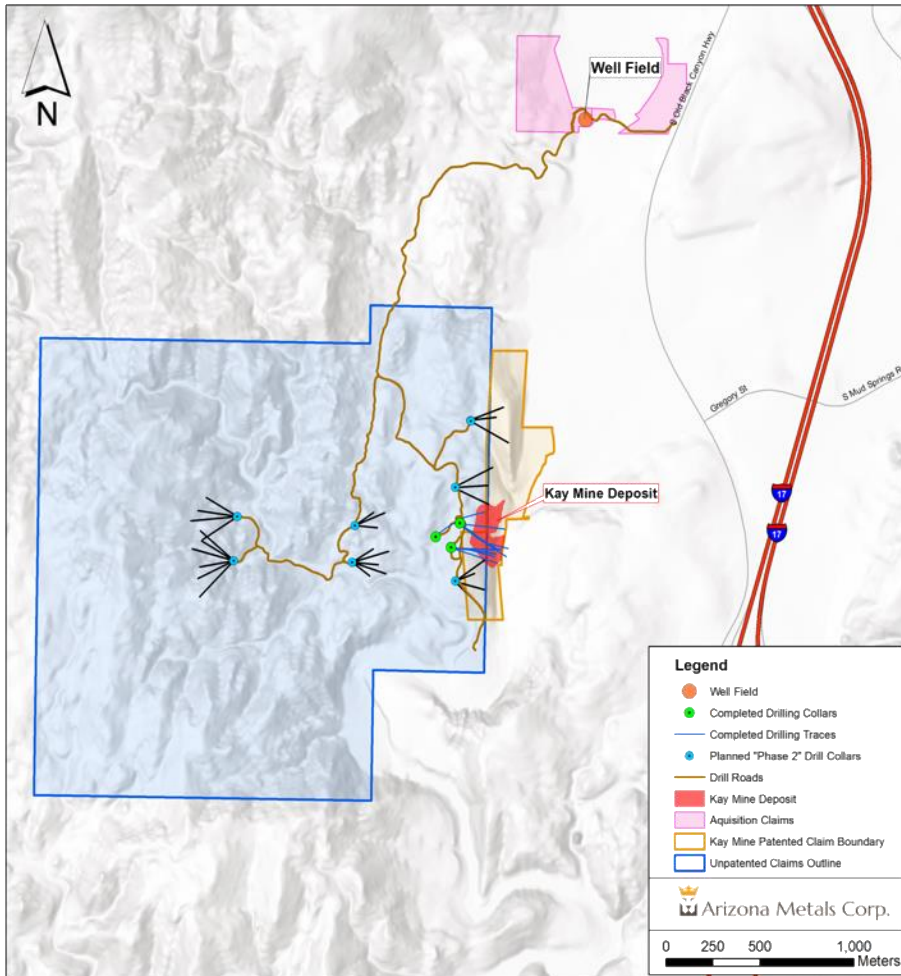 N
Well Field
S Old Black Canyon Hwy
Gregory St
S Mud Springs R
Kay Mine Deposit
17
17
Legend
Well Field
Completed Drilling Collars
Completed Drilling Traces
Planned "Phase 2" Drill Collars
Drill Roads
Kay Mine Deposit
Aquisition Claims
Kay Mine Patented Claim Boundary
Unpatented Claims Outline
Arizona Metals Corp.
0 250 500 1,000
Meters